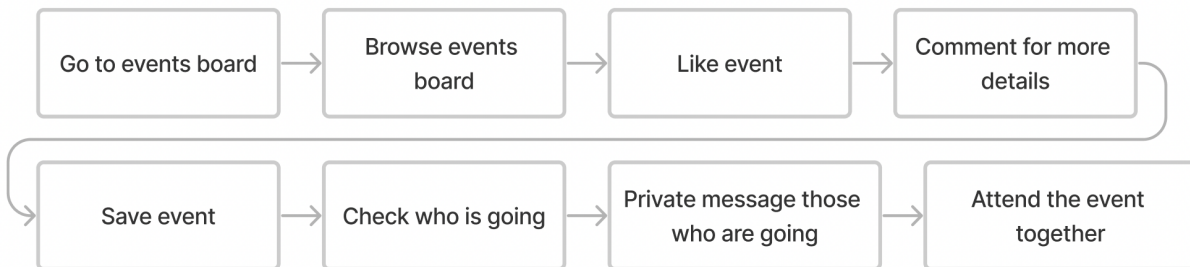 Go to events board
Browse events
board
Like event
Comment for more
details
Save event
Check who is going
Private message those
who are going
Attend the event
together